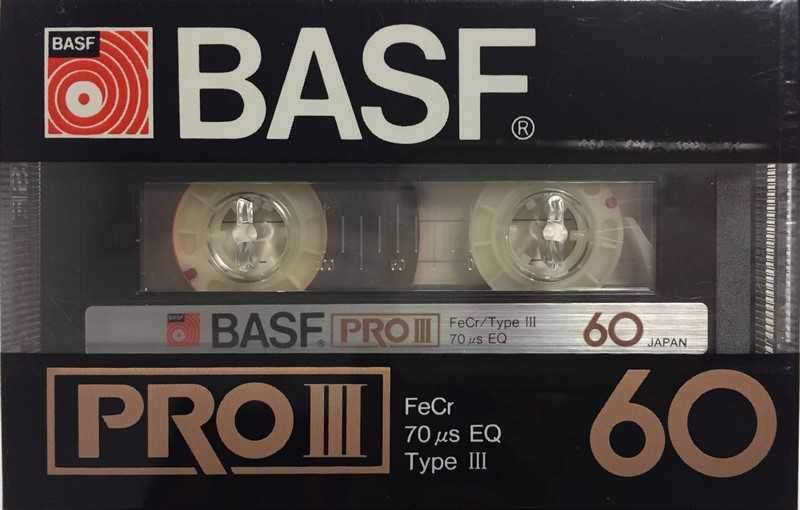 BASF
BASF®
BASF BASF® PRO III FeCr/Type III 60 JAPAN
70 μs EQ
PRO III
FeCr
70 μs EQ
Type III
60